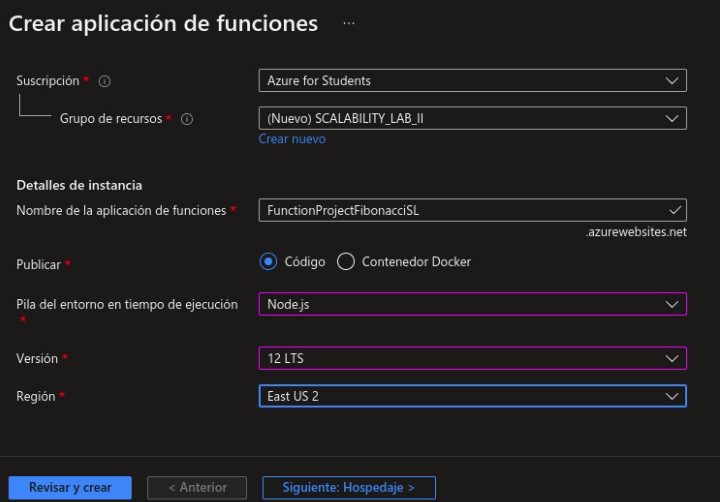 Crear aplicación de funciones ...
Suscripción *
Azure for Students
Grupo de recursos *
(Nuevo) SCALABILITY_LAB_II
Crear nuevo
Detalles de instancia
Nombre de la aplicación de funciones *
FunctionProjectFibonacciSL
.azurewebsites.net
Publicar *
Código
Contenedor Docker
Pila del entorno en tiempo de ejecución
*
Node.js
Versión *
12 LTS
Región *
East US 2
Revisar y crear
< Anterior
Siguiente: Hospedaje >